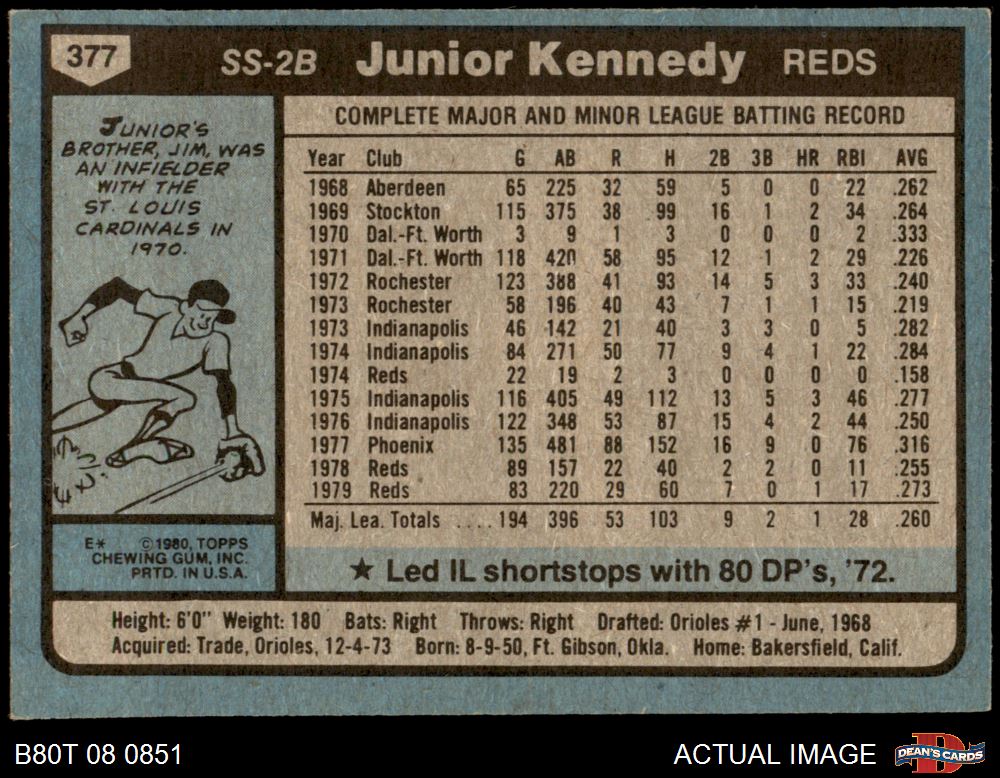 377
SS-2B Junior Kennedy REDS
JUNIOR'S
BROTHER, JIM, WAS
AN INFIELDER
WITH THE
ST. LOUIS
CARDINALS IN
1970.
COMPLETE MAJOR AND MINOR LEAGUE BATTING RECORD
Year Club G AB R H 2B 3B HR RBI AVG
1968 Aberdeen 65 225 32 59 5 0 0 22 .262
1969 Stockton 115 375 38 99 16 1 2 34 .264
1970 Dal.-Ft. Worth 3 9 1 3 0 0 0 2 .333
1971 Dal.-Ft. Worth 118 420 58 95 12 1 2 29 .226
1972 Rochester 123 388 41 93 14 5 3 33 .240
1973 Rochester 58 196 40 43 7 1 1 15 .219
1973 Indianapolis 46 142 21 40 3 3 0 5 .282
1974 Indianapolis 84 271 50 77 9 4 1 22 .284
1974 Reds 22 19 2 3 0 0 0 0 .158
1975 Indianapolis 116 405 49 112 13 5 3 46 .277
1976 Indianapolis 122 348 53 87 15 4 2 44 .250
1977 Phoenix 135 481 88 152 16 9 0 76 .316
1978 Reds 89 157 22 40 2 2 0 11 .255
1979 Reds 83 220 29 60 7 0 1 17 .273
Maj. Lea. Totals .... 194 396 53 103 9 2 1 28 .260
E* ©1980, TOPPS
CHEWING GUM, INC.
PRTD. IN U.S.A.
★ Led IL shortstops with 80 DP's, '72.
Height: 6'0" Weight: 180 Bats: Right Throws: Right Drafted: Orioles #1 - June, 1968
Acquired: Trade, Orioles, 12-4-73 Born: 8-9-50, Ft. Gibson, Okla. Home: Bakersfield, Calif.
B80T 08 0851 ACTUAL IMAGE DEAN'S CARDS